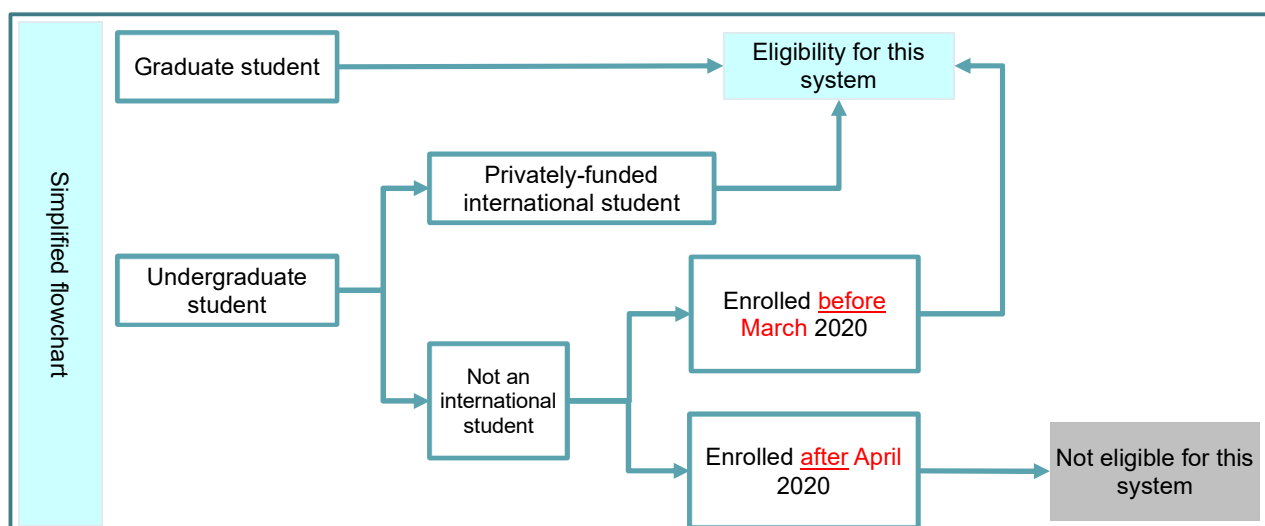 Simplified flowchart
Graduate student
Eligibility for this
system
Privately-funded
international student
Undergraduate
student
Enrolled before
March 2020
Not an
international
student
Enrolled after April
2020
Not eligible for this
system